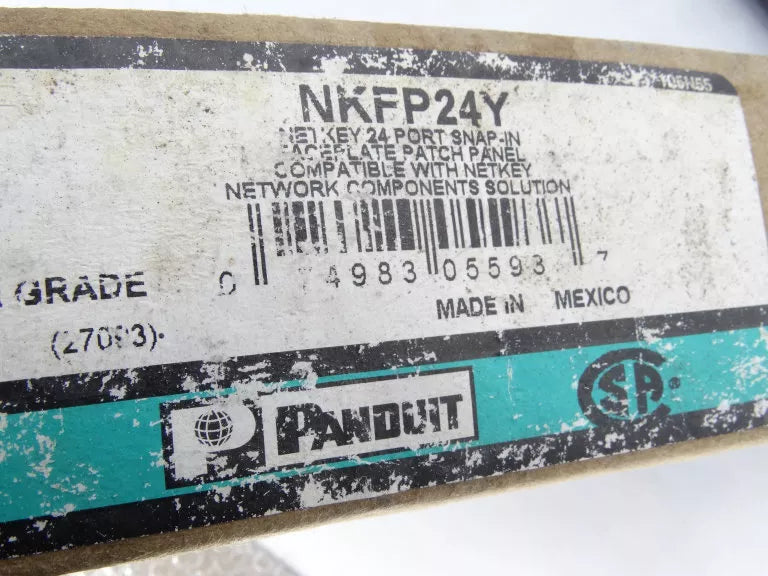 NKFP24Y
NETKEY 24 PORT SNAP-IN
FACEPLATE PATCH PANEL
COMPATIBLE WITH NETKEY
NETWORK COMPONENTS SOLUTION
0 74983 05593 7
GRADE
MADE IN MEXICO
P PANDUIT
CSA